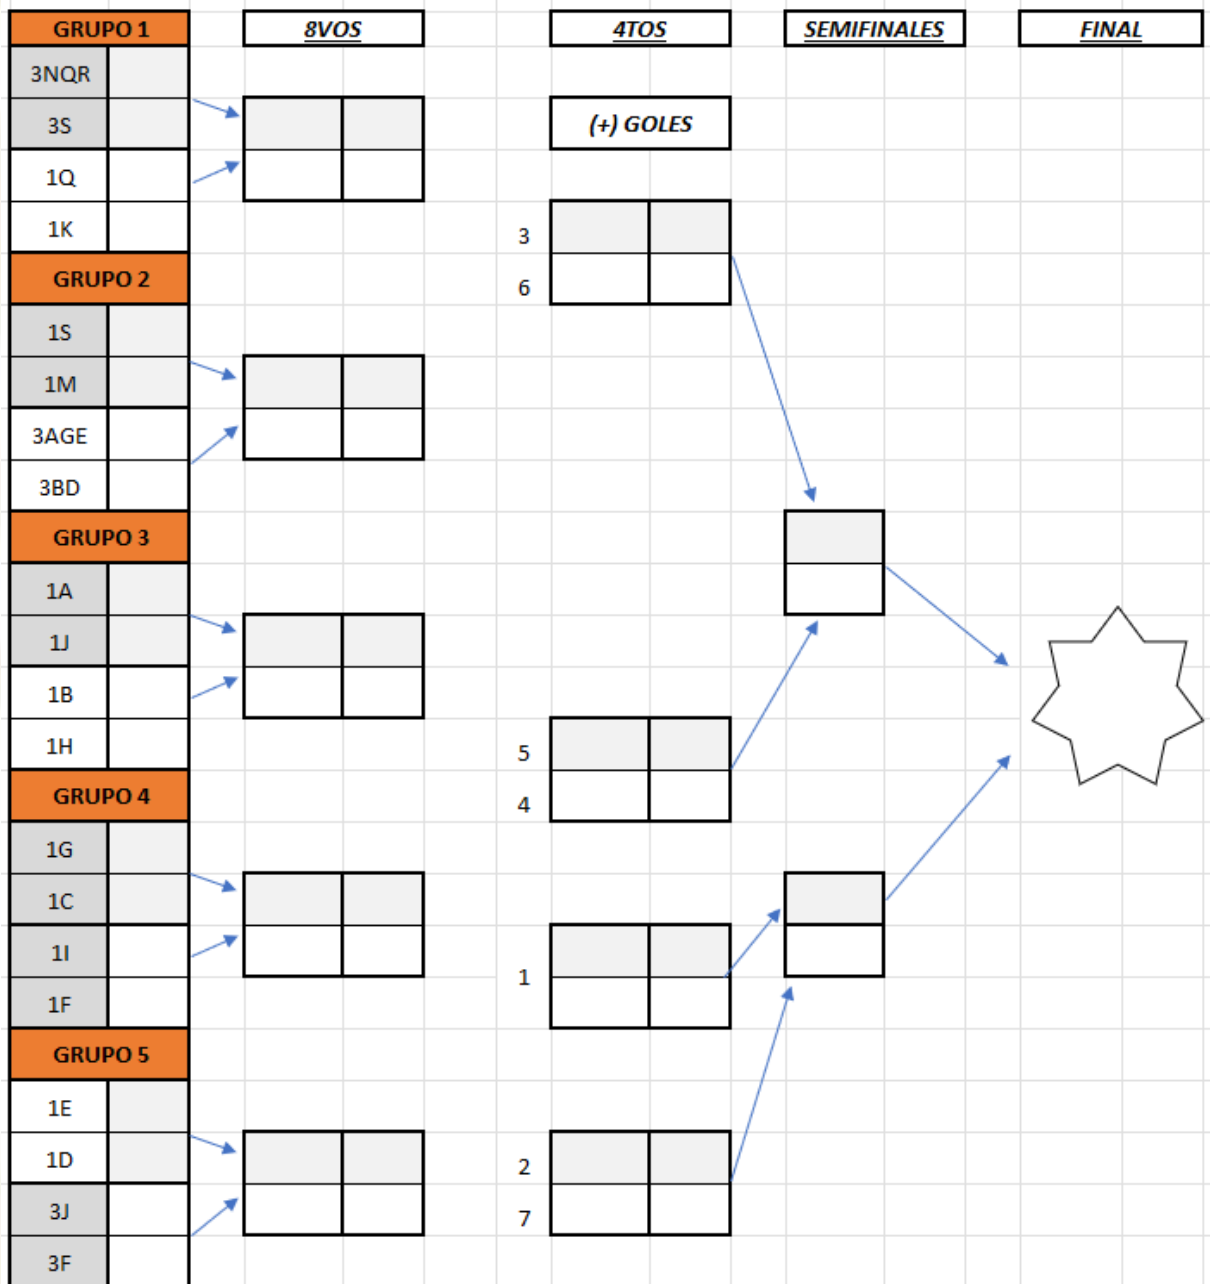 GRUPO 1
8VOS
4TOS
SEMIFINALES
FINAL
3NQR
3S
(+) GOLES
1Q
1K
3
GRUPO 2
6
1S
1M
3AGE
3BD
GRUPO 3
1A
1J
1B
1H
5
GRUPO 4
4
1G
1C
1I
1
1F
GRUPO 5
1E
1D
2
3J
7
3F